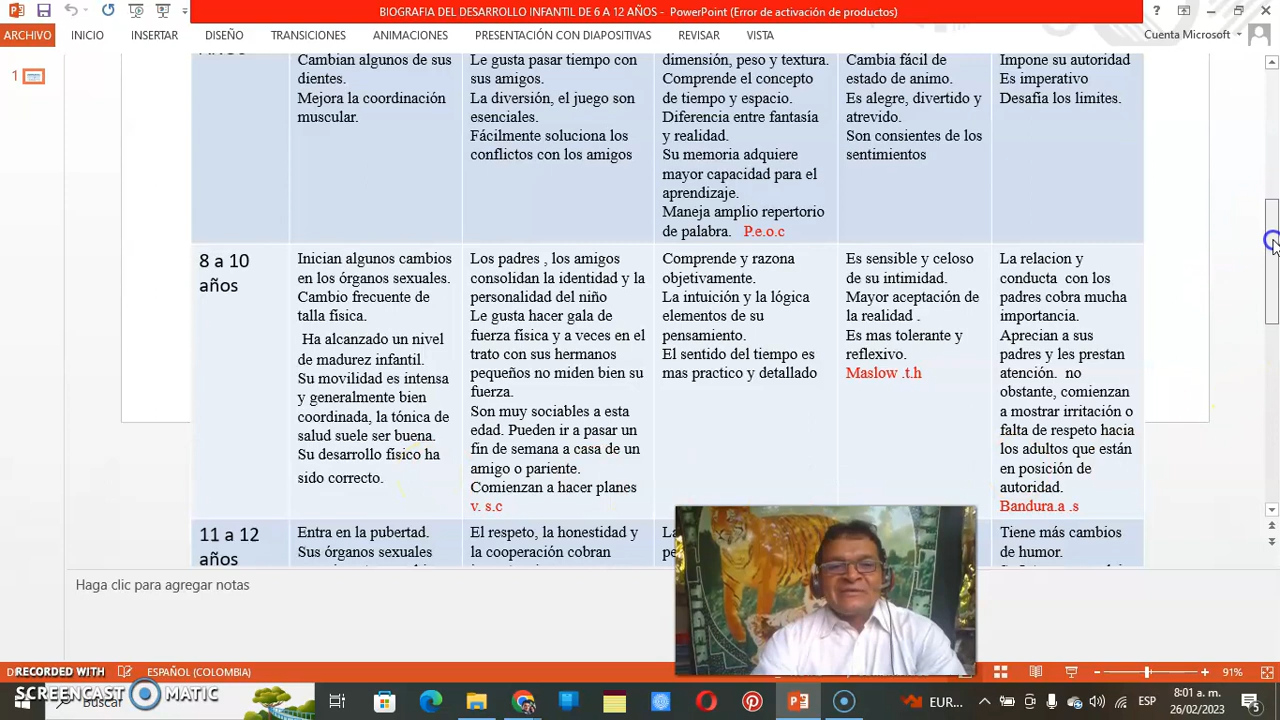 BIOGRAFIA DEL DESARROLLO INFANTIL DE 6 A 12 AÑOS - PowerPoint (Error de activación de productos)
ARCHIVO INICIO INSERTAR DISEÑO TRANSICIONES ANIMACIONES PRESENTACIÓN CON DIAPOSITIVAS REVISAR VISTA Cuenta Microsoft
1
Cambian algunos de sus
dientes.
Mejora la coordinación
muscular.
Le gusta pasar tiempo con
sus amigos.
La diversión, el juego son
esenciales.
Fácilmente soluciona los
conflictos con los amigos
dimensión, peso y textura.
Comprende el concepto
de tiempo y espacio.
Diferencia entre fantasía
y realidad.
Su memoria adquiere
mayor capacidad para el
aprendizaje.
Maneja amplio repertorio
de palabra. P.e.o.c
Cambia fácil de
estado de animo.
Es alegre, divertido y
atrevido.
Son consientes de los
sentimientos
Impone su autoridad
Es imperativo
Desafía los limites.
8 a 10
años
Inician algunos cambios
en los órganos sexuales.
Cambio frecuente de
talla física.
Ha alcanzado un nivel
de madurez infantil.
Su movilidad es intensa
y generalmente bien
coordinada, la tónica de
salud suele ser buena.
Su desarrollo físico ha
sido correcto.
Los padres , los amigos
consolidan la identidad y la
personalidad del niño
Le gusta hacer gala de
fuerza física y a veces en el
trato con sus hermanos
pequeños no miden bien su
fuerza.
Son muy sociables a esta
edad. Pueden ir a pasar un
fin de semana a casa de un
amigo o pariente.
Comienzan a hacer planes
v. s.c
Comprende y razona
objetivamente.
La intuición y la lógica
elementos de su
pensamiento.
El sentido del tiempo es
mas practico y detallado
Es sensible y celoso
de su intimidad.
Mayor aceptación de
la realidad .
Es mas tolerante y
reflexivo.
Maslow .t.h
La relacion y
conducta con los
padres cobra mucha
importancia.
Aprecian a sus
padres y les prestan
atención. no
obstante, comienzan
a mostrar irritación o
falta de respeto hacia
los adultos que están
en posición de
autoridad.
Bandura.a .s
11 a 12
años
Entra en la pubertad.
Sus órganos sexuales
El respeto, la honestidad y
la cooperación cobran
Tiene más cambios
de humor.
Haga clic para agregar notas
RECORDED WITH
SCREENCAST MATIC
ESPAÑOL (COLOMBIA)
91%
Buscar
EUR...
ESP
8:01 a. m.
26/02/2023
5